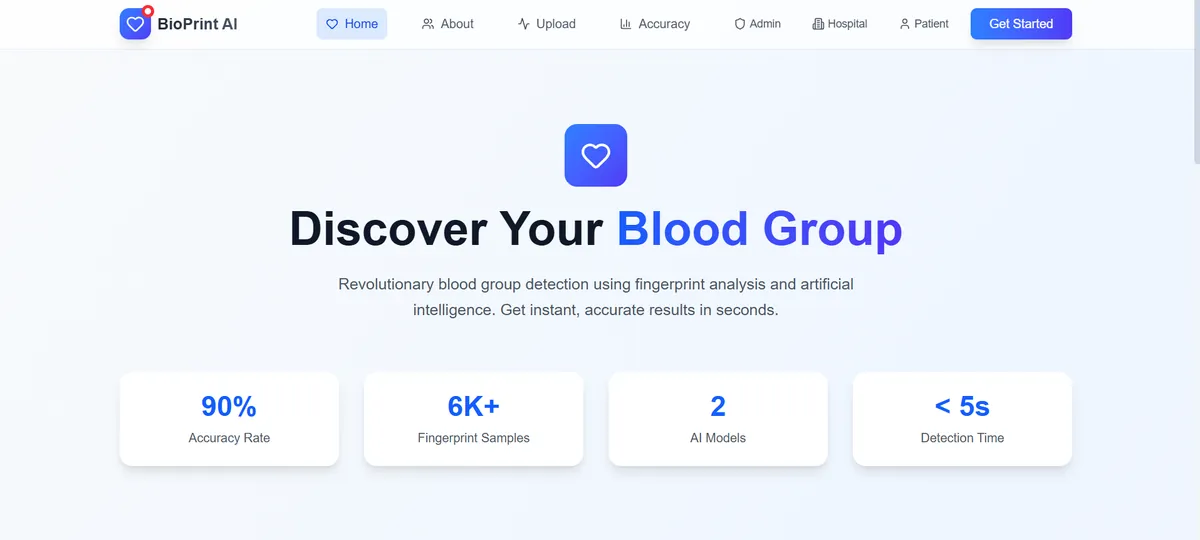 BioPrint AI
Home
About
Upload
Accuracy
Admin
Hospital
Patient
Get Started
Discover Your Blood Group
Revolutionary blood group detection using fingerprint analysis and artificial
intelligence. Get instant, accurate results in seconds.
90%
Accuracy Rate
6K+
Fingerprint Samples
2
AI Models
< 5s
Detection Time